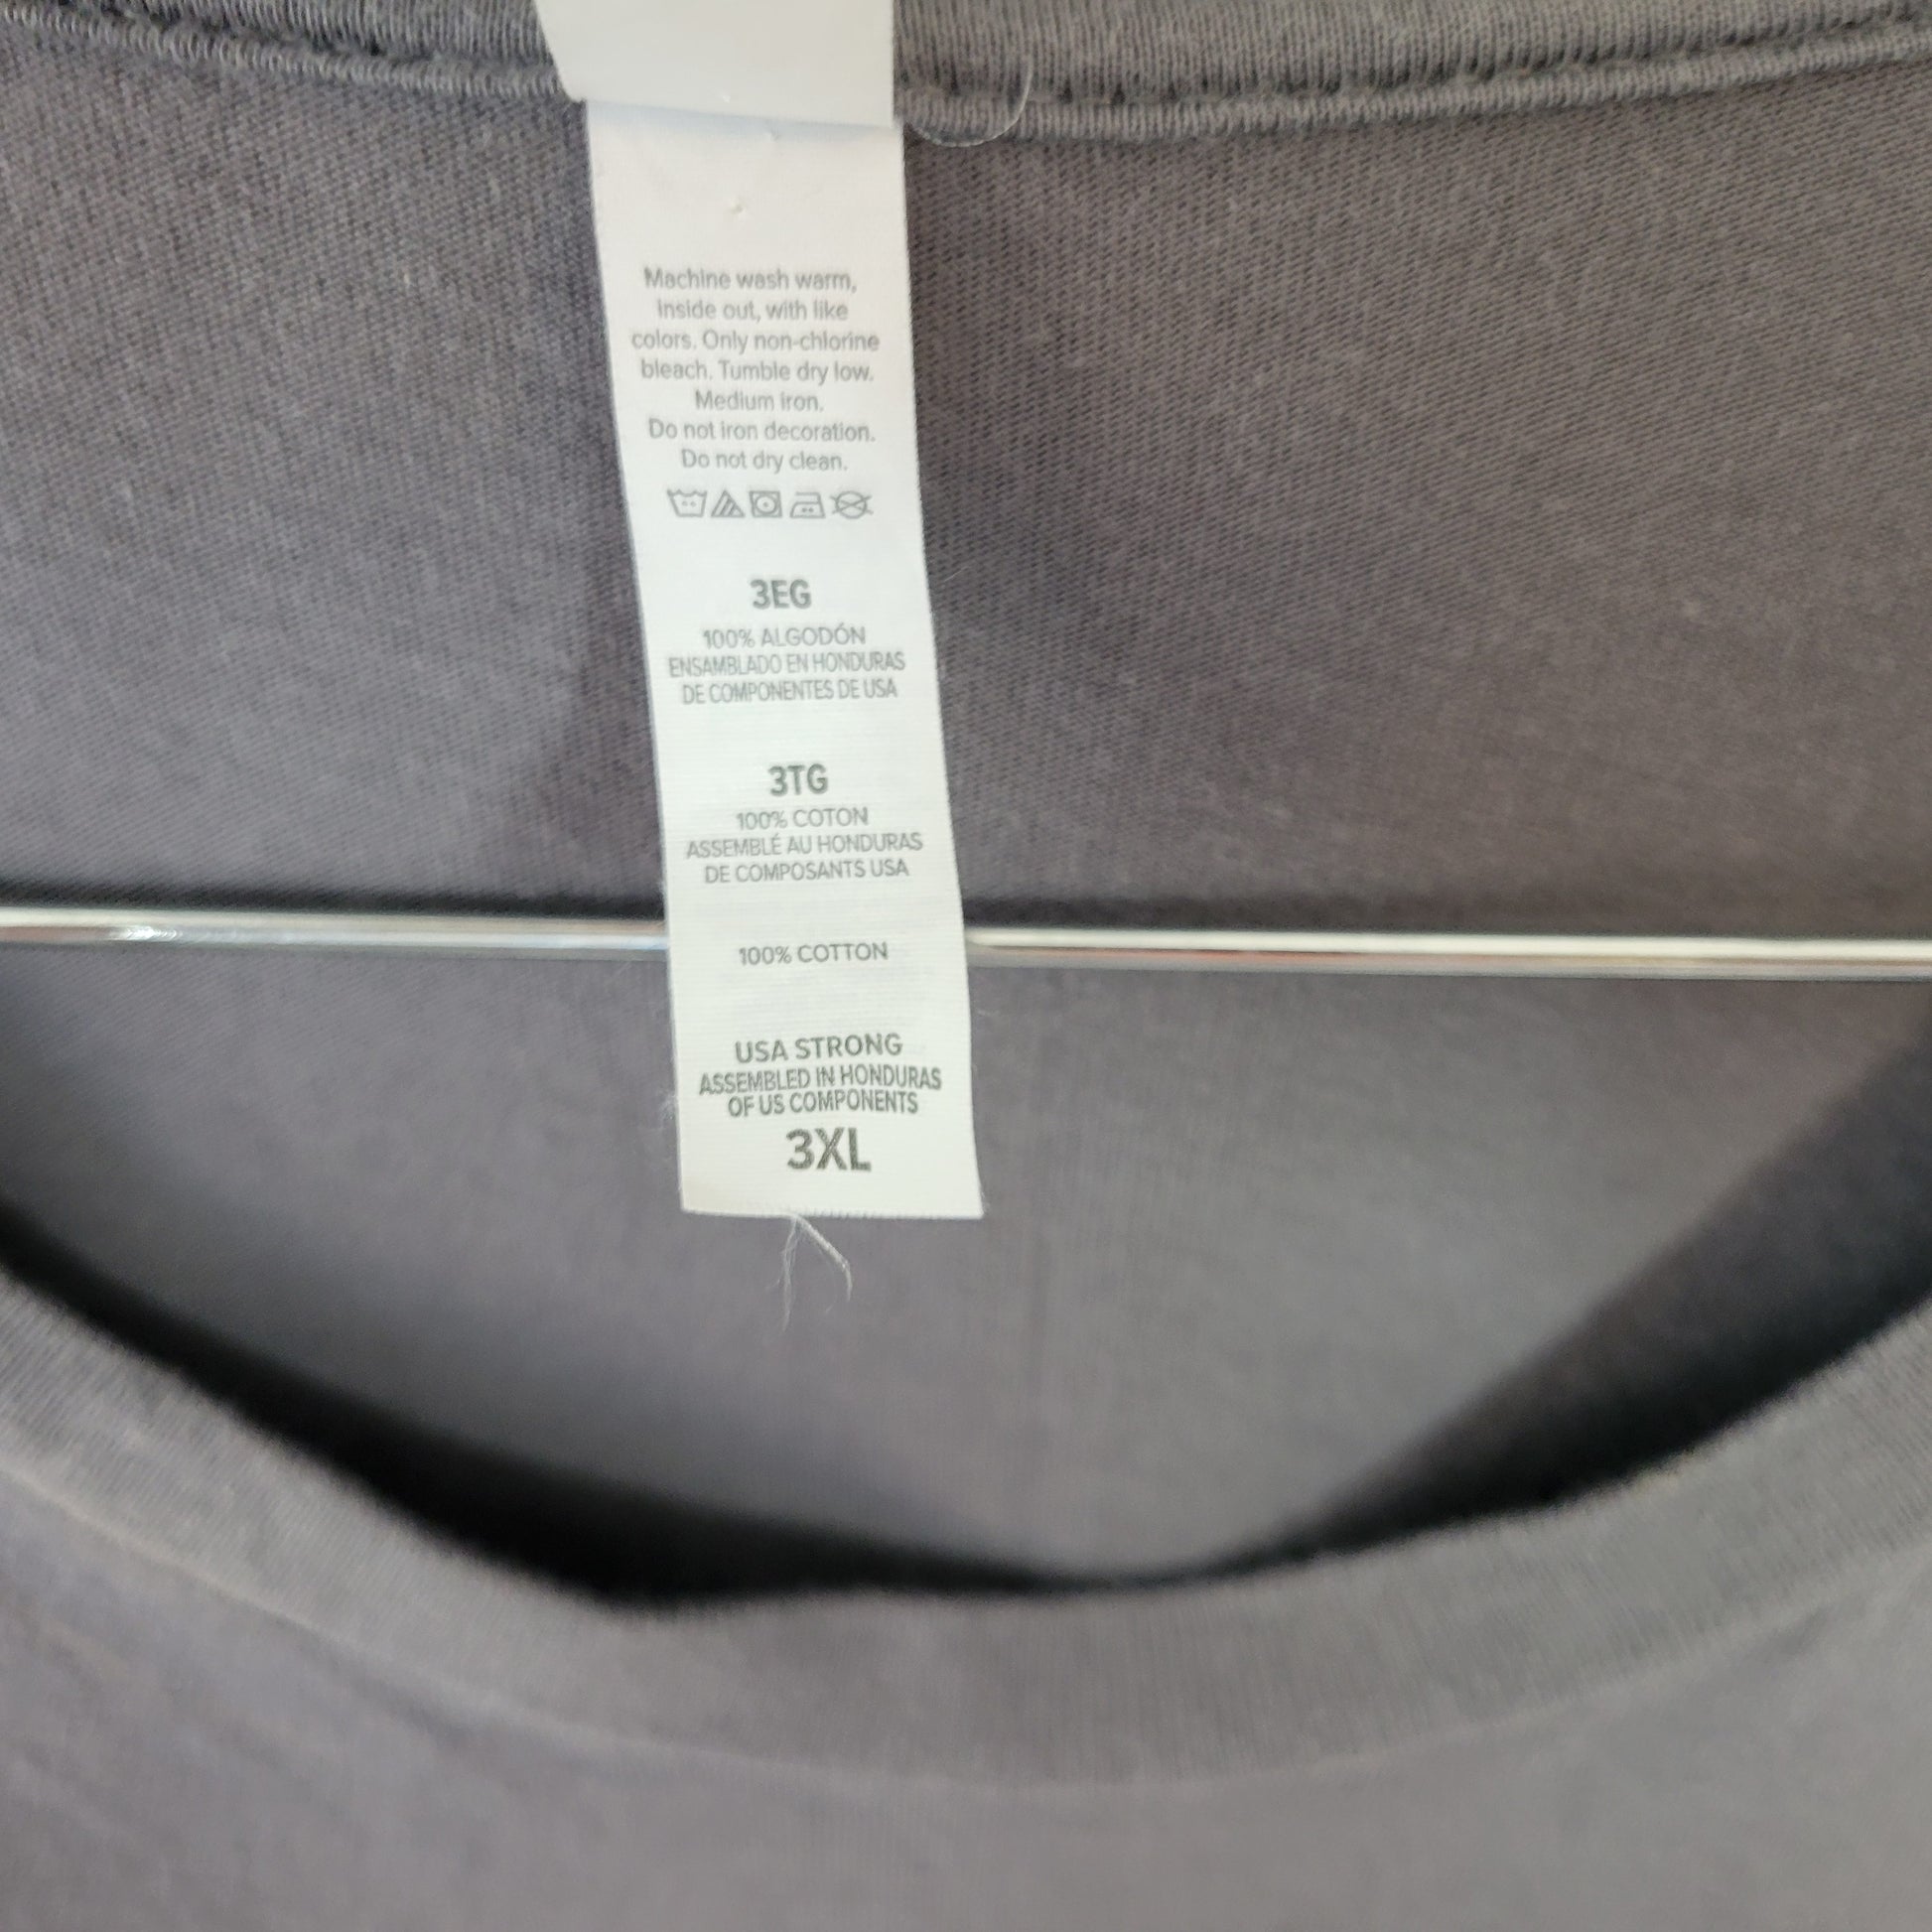 Machine wash warm,
inside out, with like
colors. Only non-chlorine
bleach. Tumble dry low.
Medium iron.
Do not iron decoration.
Do not dry clean.
3EG
100% ALGODÓN
ENSAMBLADO EN HONDURAS
DE COMPONENTES DE USA
3TG
100% COTON
ASSEMBLÉ AU HONDURAS
DE COMPOSANTS USA
100% COTTON
USA STRONG
ASSEMBLED IN HONDURAS
OF US COMPONENTS
3XL